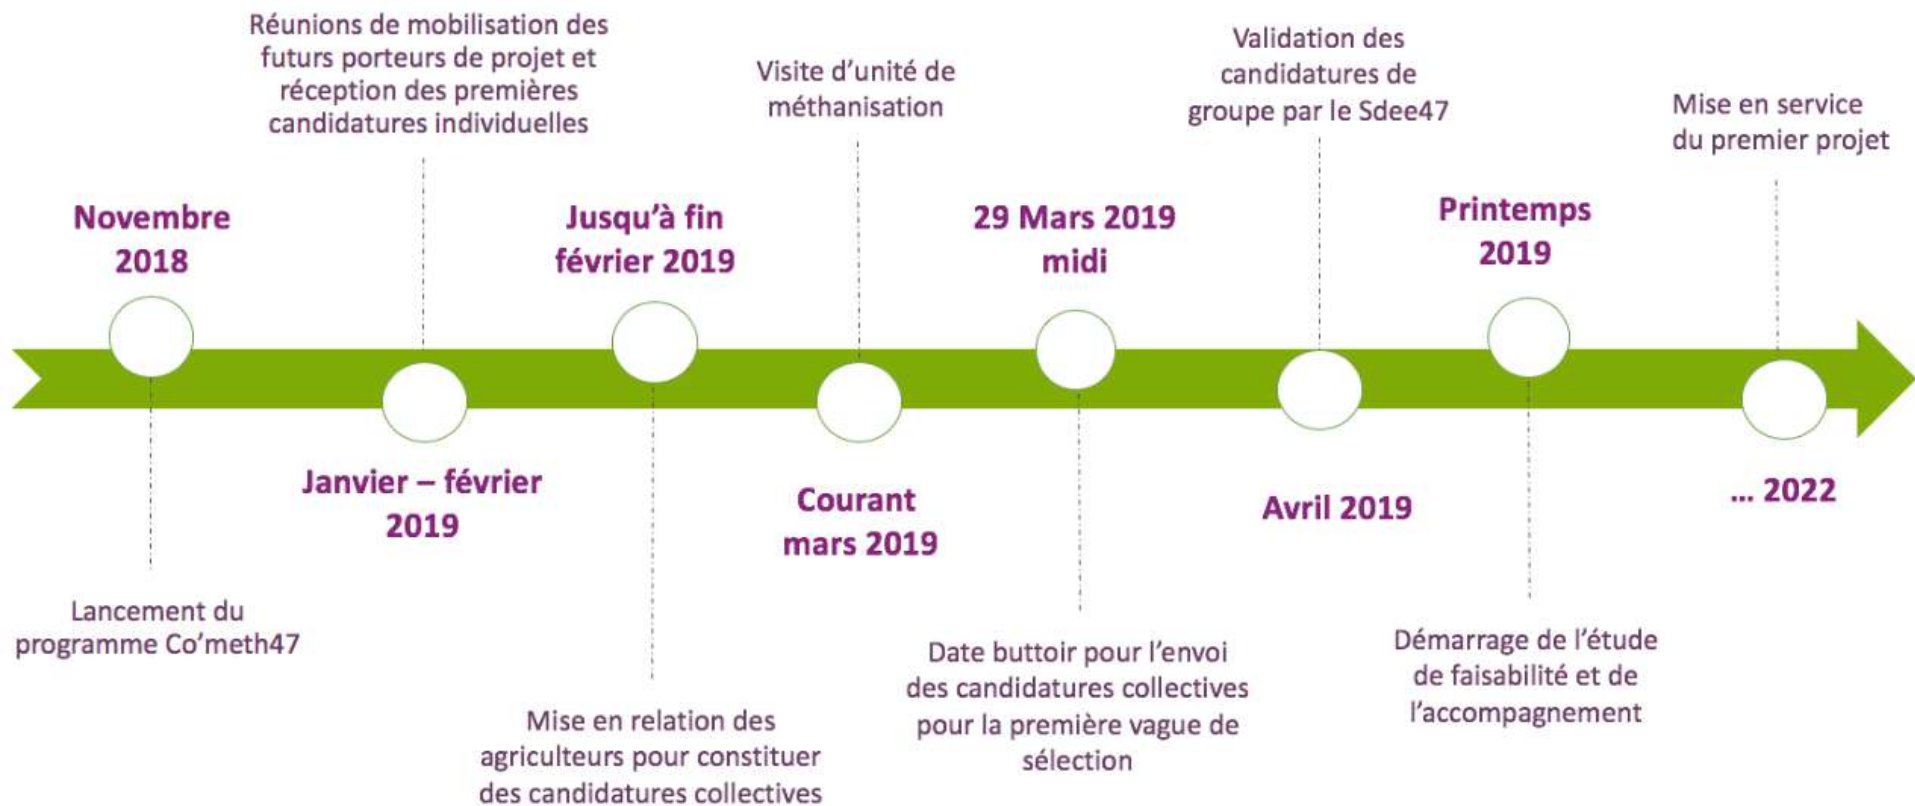 Novembre
2018
Lancement du
programme Co'meth47
Réunions de mobilisation des
futurs porteurs de projet et
réception des premières
candidatures individuelles
Janvier – février
2019
Jusqu'à fin
février 2019
Mise en relation des
agriculteurs pour constituer
des candidatures collectives
Visite d'unité de
méthanisation
Courant
mars 2019
29 Mars 2019
midi
Date buttoir pour l'envoi
des candidatures collectives
pour la première vague de
sélection
Validation des
candidatures de
groupe par le Sdee47
Avril 2019
Printemps
2019
Démarrage de l'étude
de faisabilité et de
l'accompagnement
Mise en service
du premier projet
... 2022